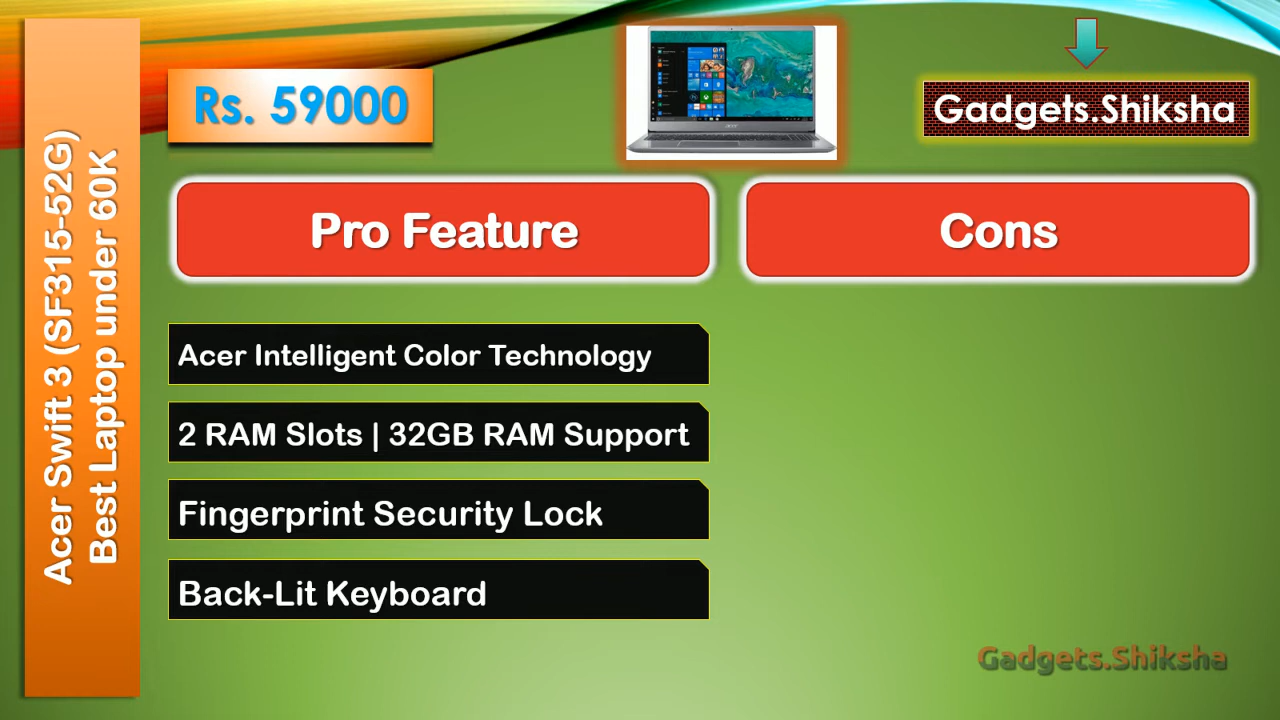 Acer Swift 3 (SF315-52G)
Best Laptop under 60K
Rs. 59000
Gadgets.Shiksha
Pro Feature
Cons
Acer Intelligent Color Technology
2 RAM Slots | 32GB RAM Support
Fingerprint Security Lock
Back-Lit Keyboard
Gadgets.Shiksha